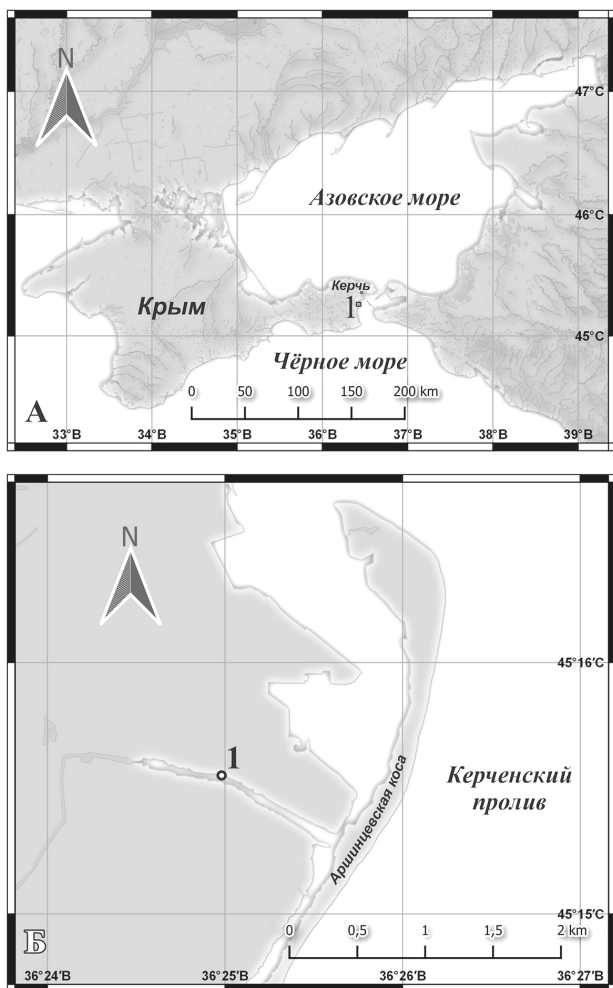 N
47°С
Азовское море
46°С
Керчь
1
Крым
45°С
Чёрное море
0 50 100 150 200 km
А
33°В 34°В 35°В 36°В 37°В 38°В 39°В
N
45°16'С
1
Керченский
пролив
Аршинцевская коса
45°15'С
0 0,5 1 1,5 2 km
Б
36°24'В 36°25'В 36°26'В 36°27'В